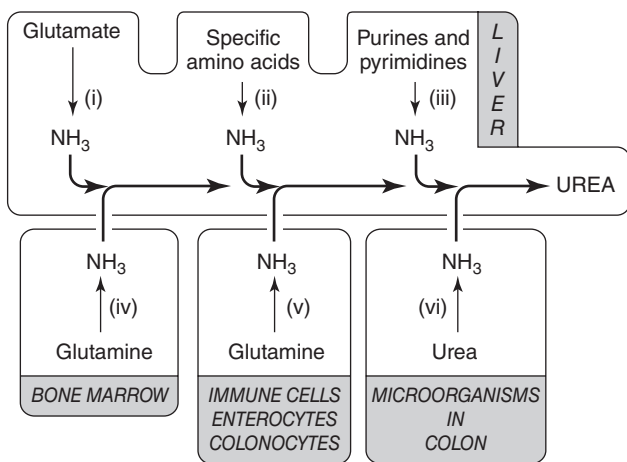 Glutamate
Specific
amino acids
Purines and
pyrimidines
L
I
V
E
R
(i)
(ii)
(iii)
NH3
NH3
NH3
UREA
NH3
NH3
NH3
(iv)
(v)
(vi)
Glutamine
Glutamine
Urea
BONE MARROW
IMMUNE CELLS
ENTEROCYTES
COLONOCYTES
MICROORGANISMS
IN
COLON